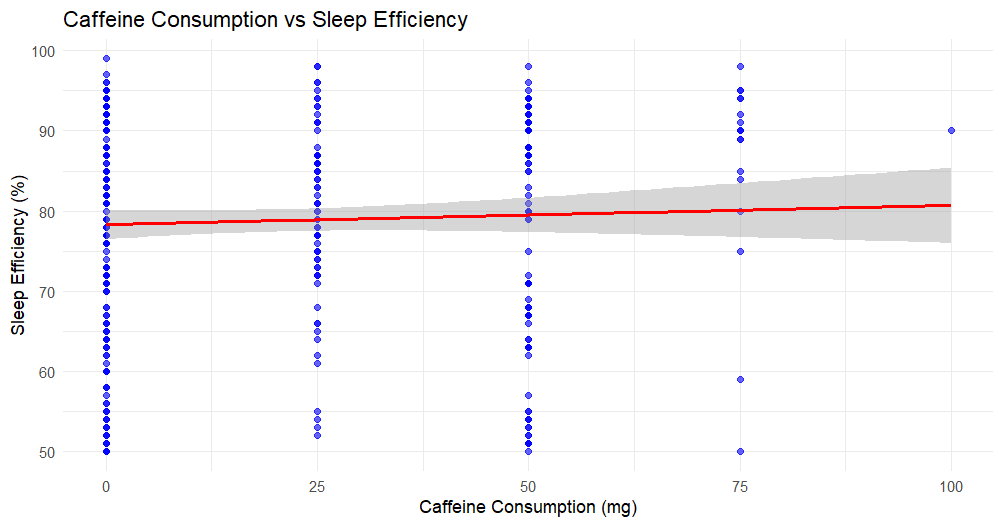 Caffeine Consumption vs Sleep Efficiency
Sleep Efficiency (%)
100
90
80
70
60
50
0 25 50 75 100
Caffeine Consumption (mg)